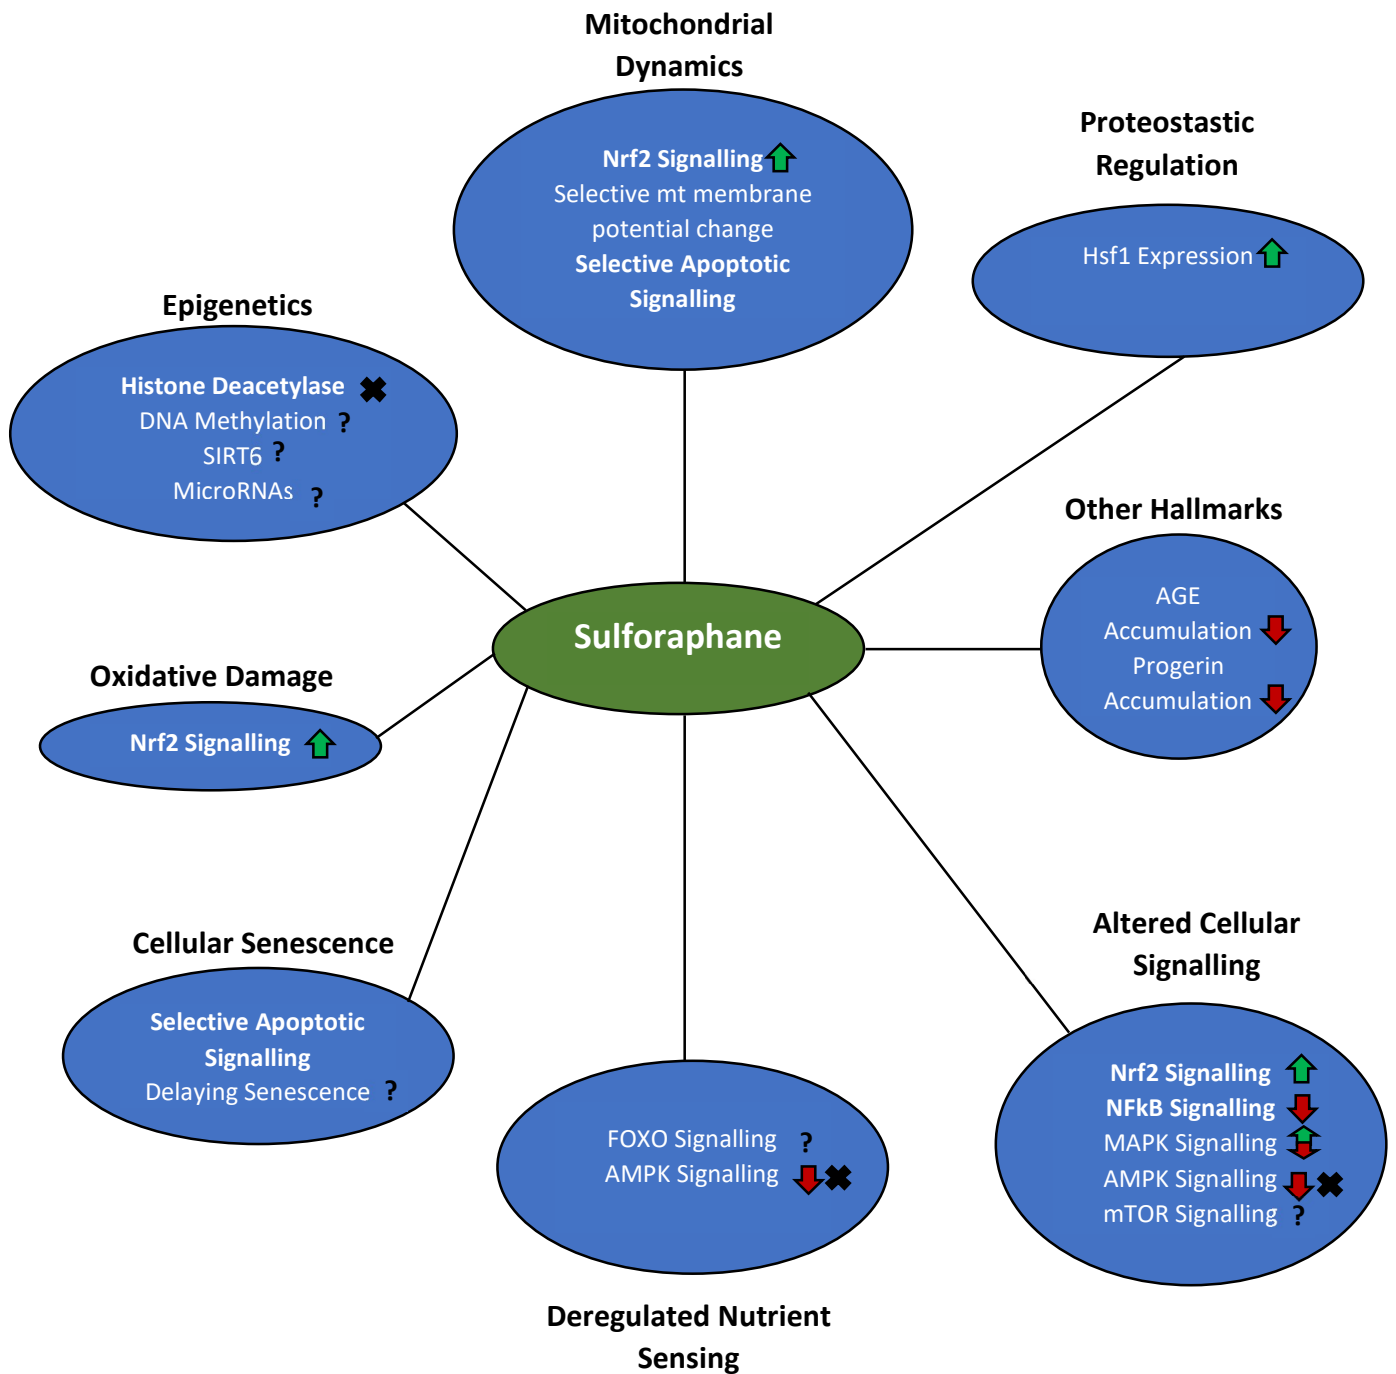 Mitochondrial
Dynamics
Nrf2 Signalling
Selective mt membrane
potential change
Selective Apoptotic
Signalling
Proteostastic
Regulation
Hsf1 Expression
Epigenetics
Histone Deacetylase
DNA Methylation ?
SIRT6 ?
MicroRNAs ?
Other Hallmarks
AGE
Accumulation
Progerin
Accumulation
Sulforaphane
Oxidative Damage
Nrf2 Signalling
Cellular Senescence
Selective Apoptotic
Signalling
Delaying Senescence ?
FOXO Signalling ?
AMPK Signalling
Deregulated Nutrient
Sensing
Altered Cellular
Signalling
Nrf2 Signalling
NFkB Signalling
MAPK Signalling
AMPK Signalling
mTOR Signalling ?